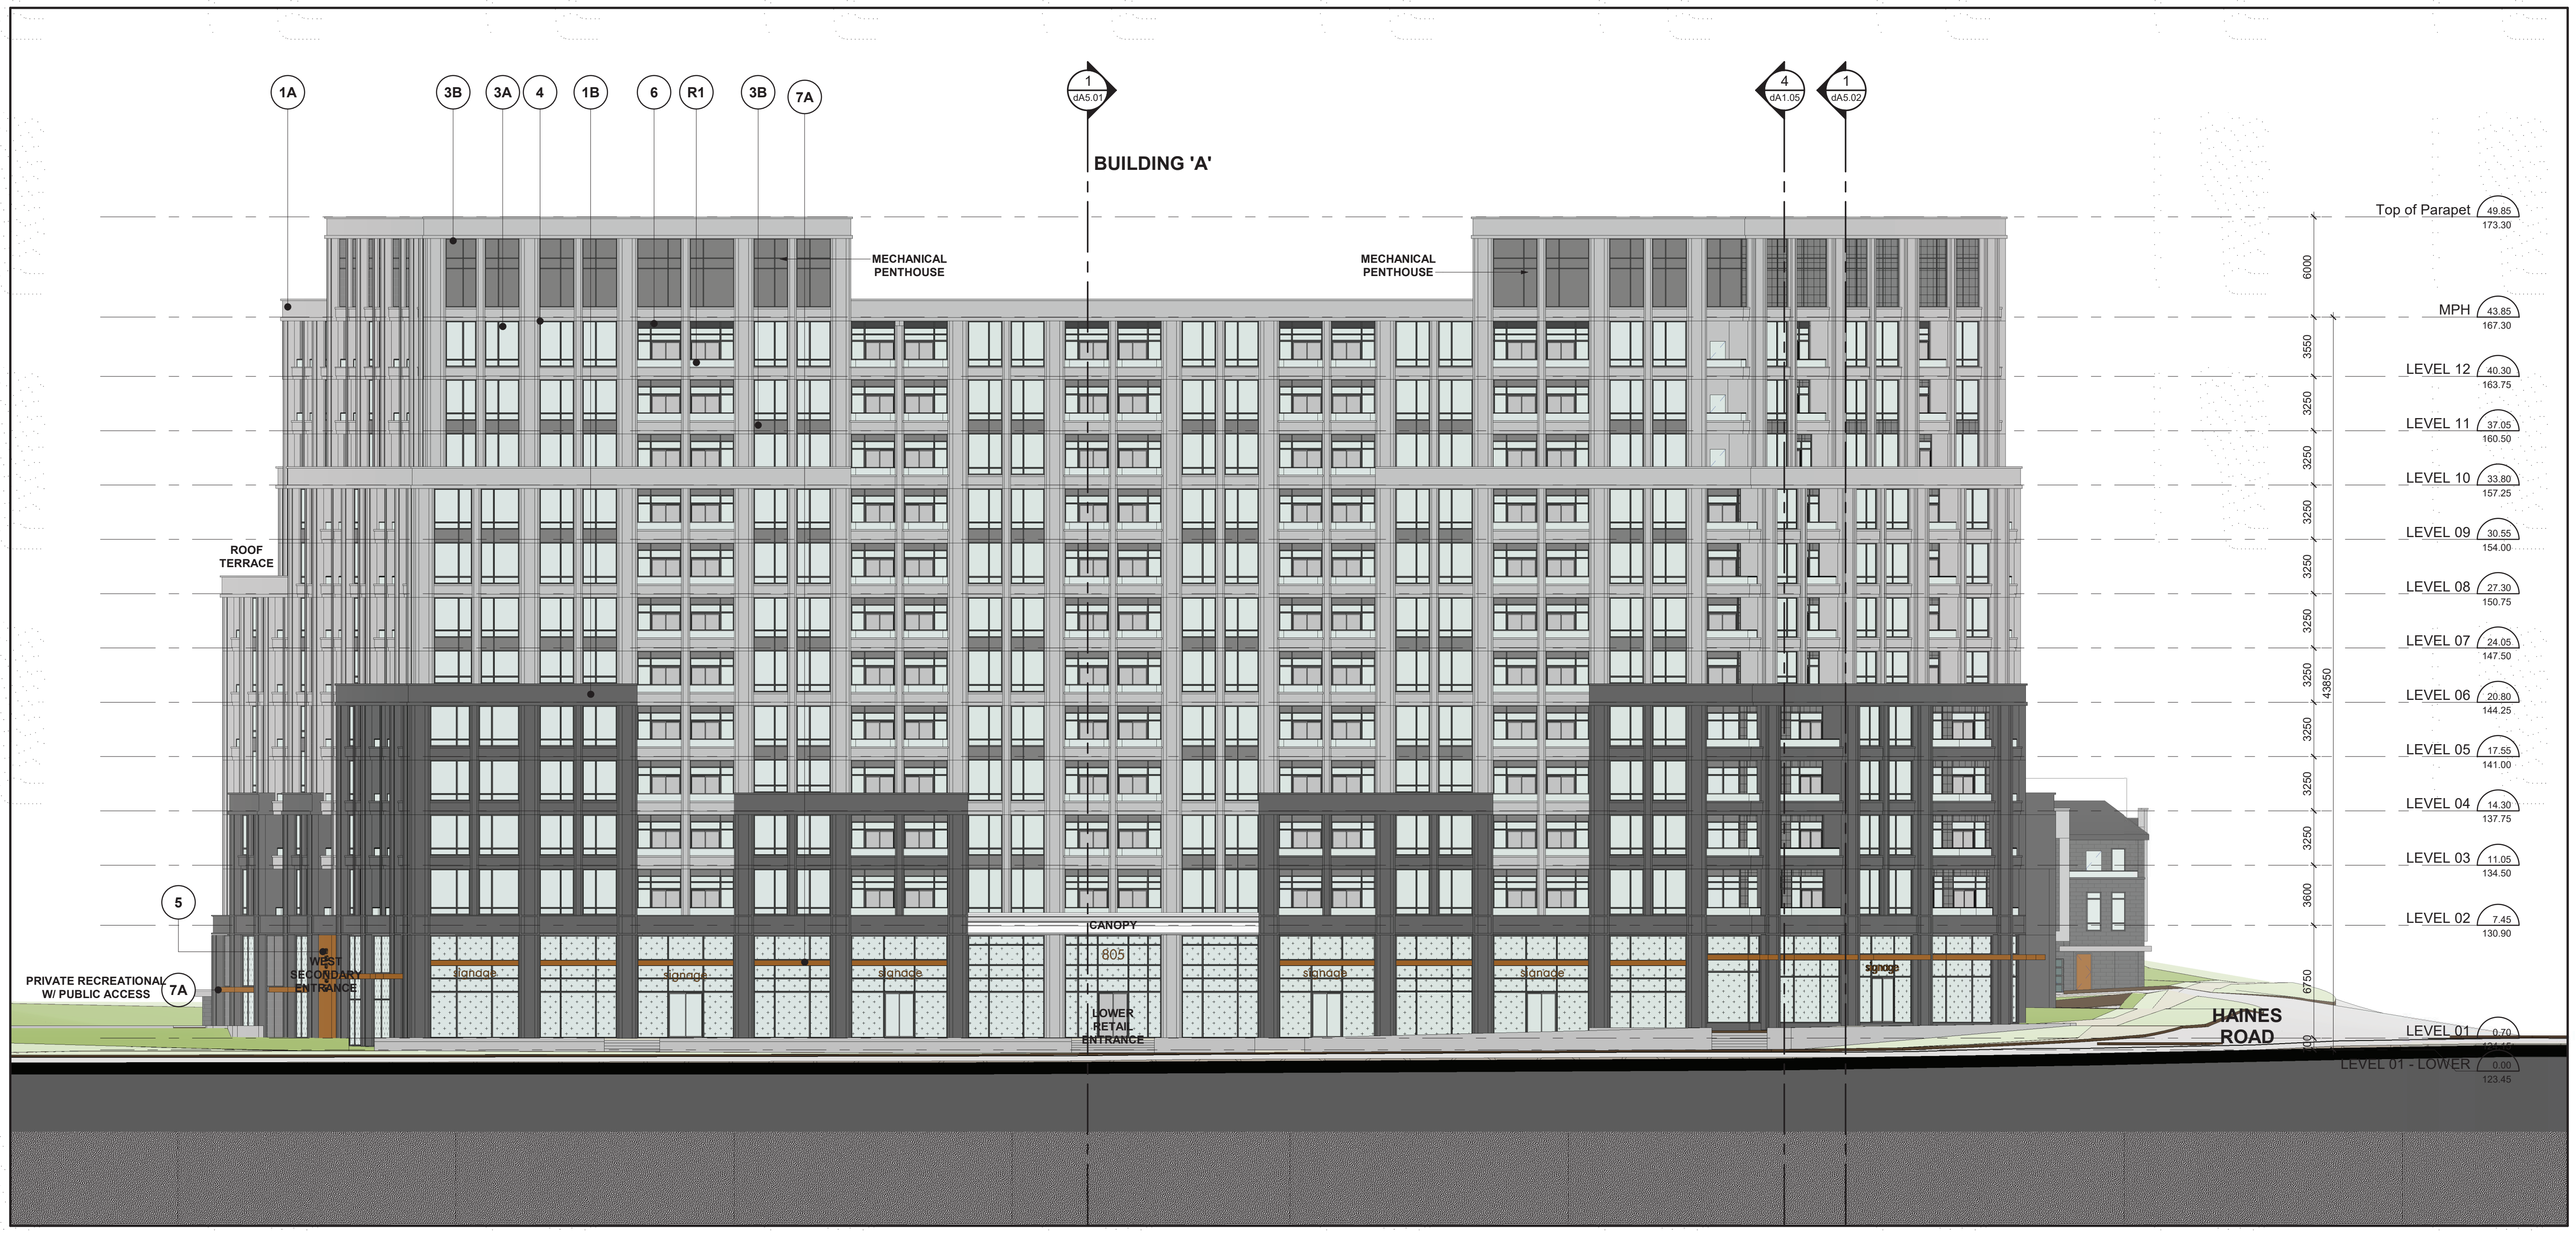 1A
3B
3A
4
1B
6
R1
3B
7A
1
dA5.01
4
dA1.05
1
dA5.02
BUILDING 'A'
Top of Parapet 49.85
173.30
MECHANICAL
PENTHOUSE
MECHANICAL
PENTHOUSE
6000
MPH 43.85
167.30
3550
LEVEL 12 40.30
163.75
3250
LEVEL 11 37.05
160.50
3250
LEVEL 10 33.80
157.25
3250
LEVEL 09 30.55
154.00
ROOF
TERRACE
3250
LEVEL 08 27.30
150.75
3250
LEVEL 07 24.05
147.50
3250
43850
LEVEL 06 20.80
144.25
3250
LEVEL 05 17.55
141.00
3250
LEVEL 04 14.30
137.75
3250
LEVEL 03 11.05
134.50
3600
LEVEL 02 7.45
130.90
5
CANOPY
805
WEST
SECONDARY
ENTRANCE
signage
signage
signage
signage
signage
signage
PRIVATE RECREATIONAL
W/ PUBLIC ACCESS
7A
6750
LOWER
RETAIL
ENTRANCE
HAINES
ROAD
LEVEL 01 0.70
LEVEL 01 - LOWER 0.00
123.45